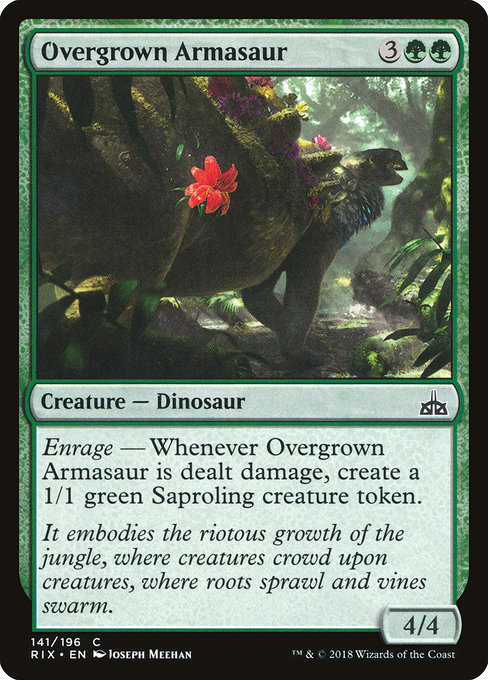 Overgrown Armasaur 3
Creature — Dinosaur
Enrage — Whenever Overgrown
Armasaur is dealt damage, create a
1/1 green Saproling creature token.
It embodies the riotous growth of the
jungle, where creatures crowd upon
creatures, where roots sprawl and vines
swarm.
4/4
141/196 C
RIX • EN Joseph Meehan
™ & © 2018 Wizards of the Coast